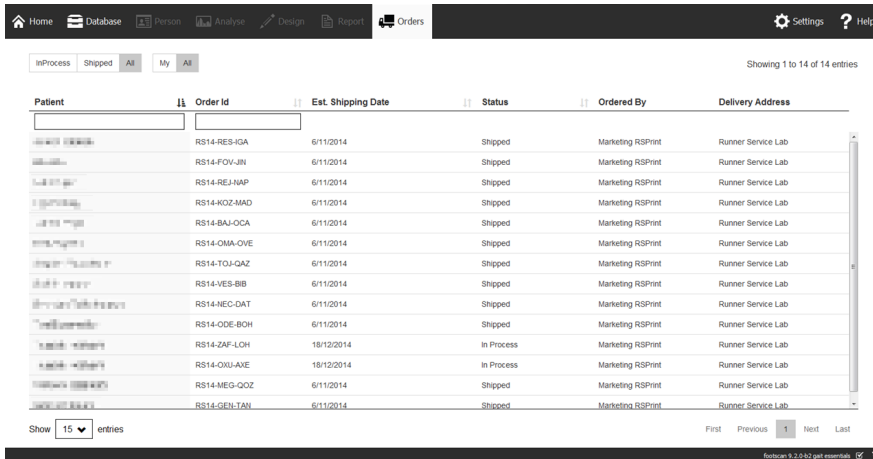 Home Database Person Analyse Design Report Orders Settings Help
InProcess Shipped All My All Showing 1 to 14 of 14 entries
Patient Order Id Est. Shipping Date Status Ordered By Delivery Address
RS14-RES-IGA 6/11/2014 Shipped Marketing RSPrint Runner Service Lab
RS14-FOV-JIN 6/11/2014 Shipped Marketing RSPrint Runner Service Lab
RS14-REJ-NAP 6/11/2014 Shipped Marketing RSPrint Runner Service Lab
RS14-KOZ-MAD 6/11/2014 Shipped Marketing RSPrint Runner Service Lab
RS14-BAJ-OCA 6/11/2014 Shipped Marketing RSPrint Runner Service Lab
RS14-OMA-OVE 6/11/2014 Shipped Marketing RSPrint Runner Service Lab
RS14-TOJ-QAZ 6/11/2014 Shipped Marketing RSPrint Runner Service Lab
RS14-VES-BIB 6/11/2014 Shipped Marketing RSPrint Runner Service Lab
RS14-NEC-DAT 6/11/2014 Shipped Marketing RSPrint Runner Service Lab
RS14-ODE-BOH 6/11/2014 Shipped Marketing RSPrint Runner Service Lab
RS14-ZAF-LOH 18/12/2014 In Process Marketing RSPrint Runner Service Lab
RS14-OXU-AXE 18/12/2014 In Process Marketing RSPrint Runner Service Lab
RS14-MEG-QOZ 6/11/2014 Shipped Marketing RSPrint Runner Service Lab
RS14-GEN-TAN 6/11/2014 Shipped Marketing RSPrint Runner Service Lab
Show 15 entries First Previous 1 Next Last
footscan 9.2.0-b2 gait essentials